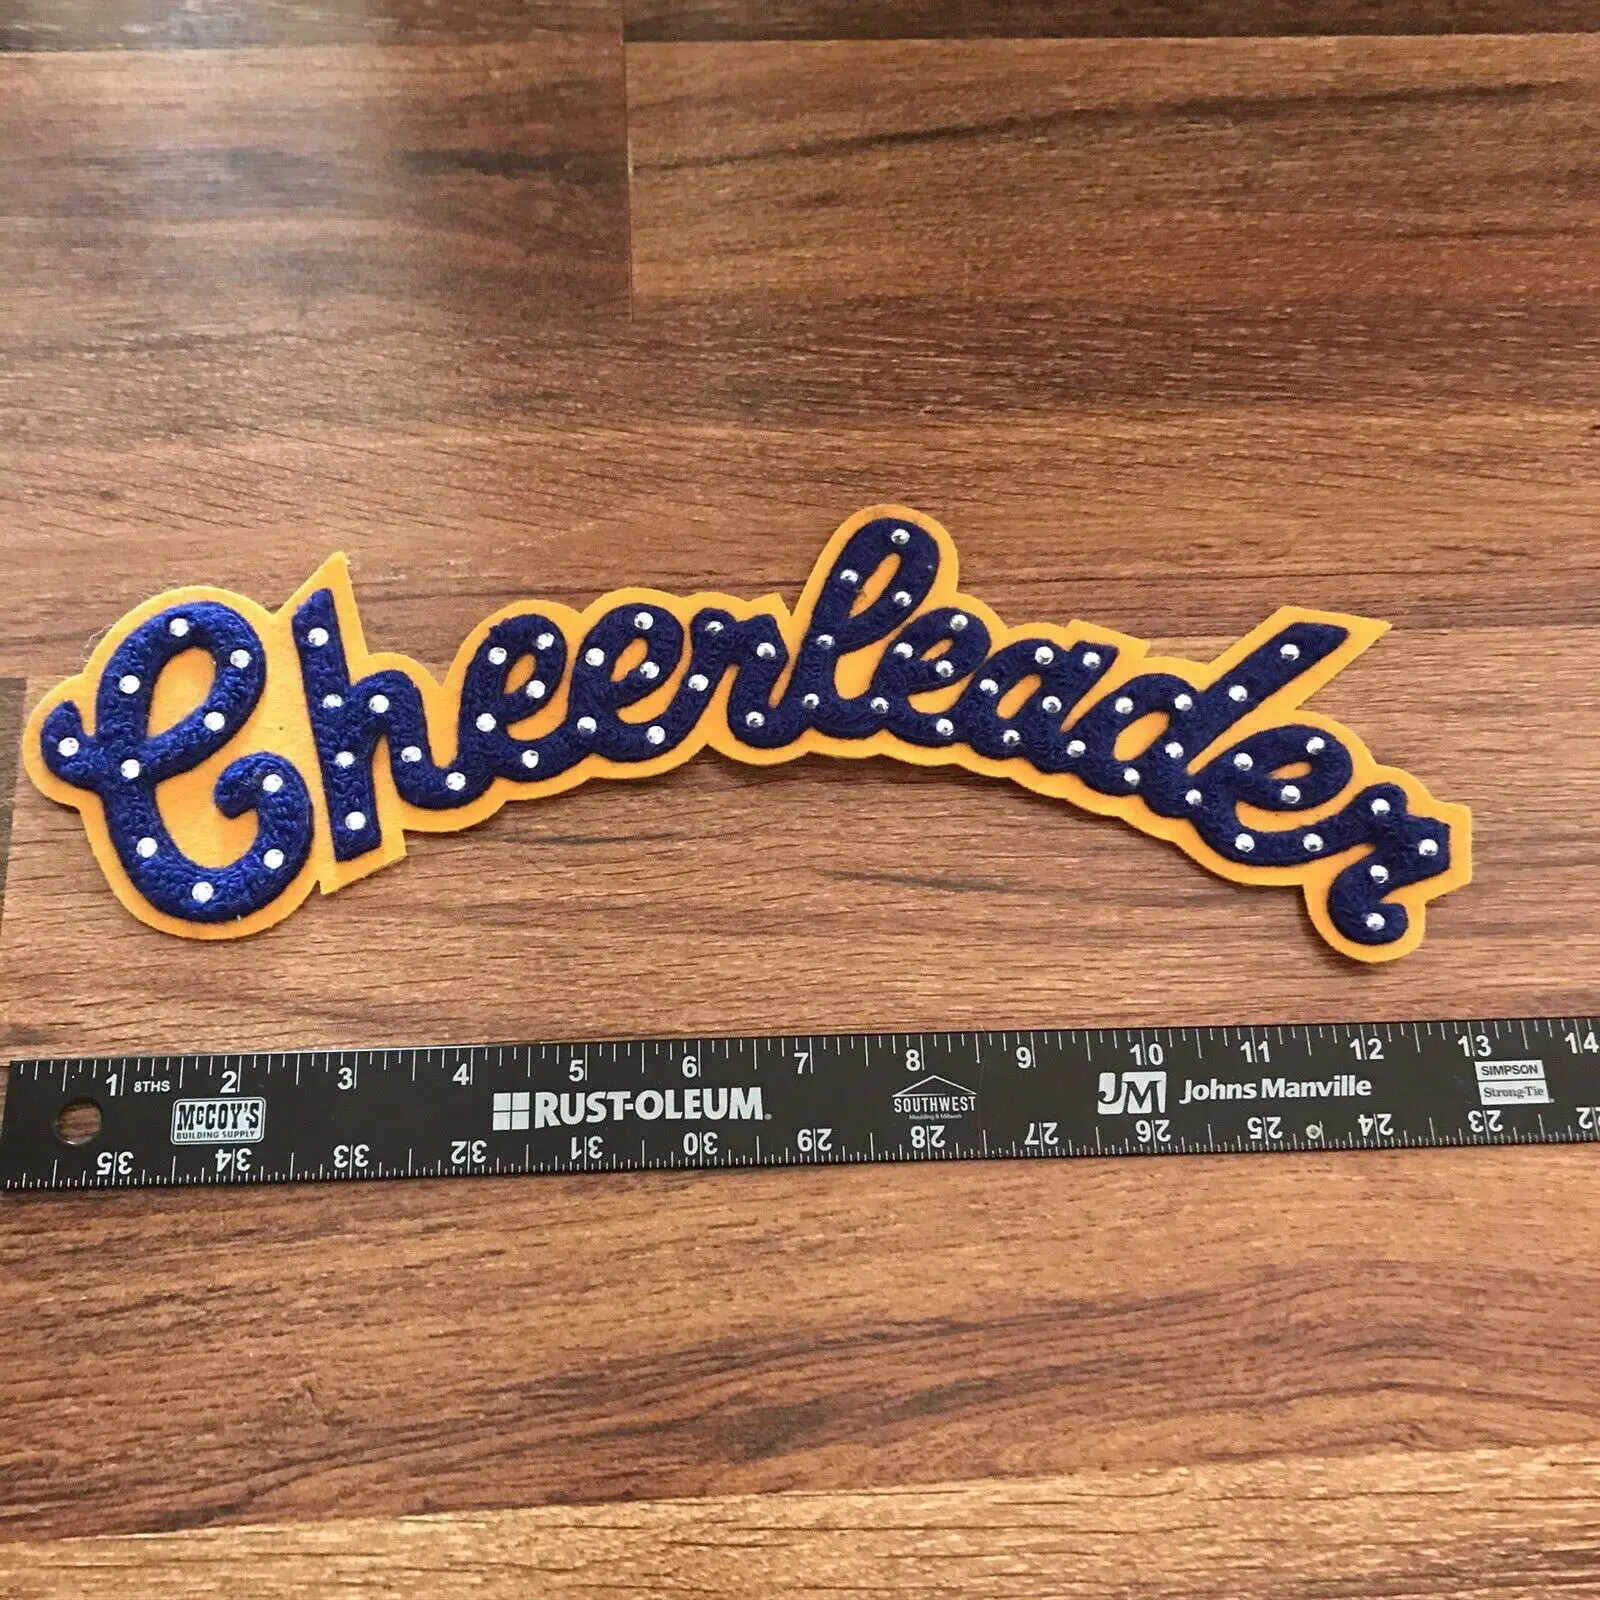 Cheerleader
1 8THS 2 3 4 5 6 7 8 9 10 11 12 13 14
McCOY'S
BUILDING SUPPLY
RUST-OLEUM®
SOUTHWEST
Moulding & Millwork
JM Johns Manville
SIMPSON
Strong-Tie
35 34 33 32 31 30 29 28 27 26 25 24 23 22